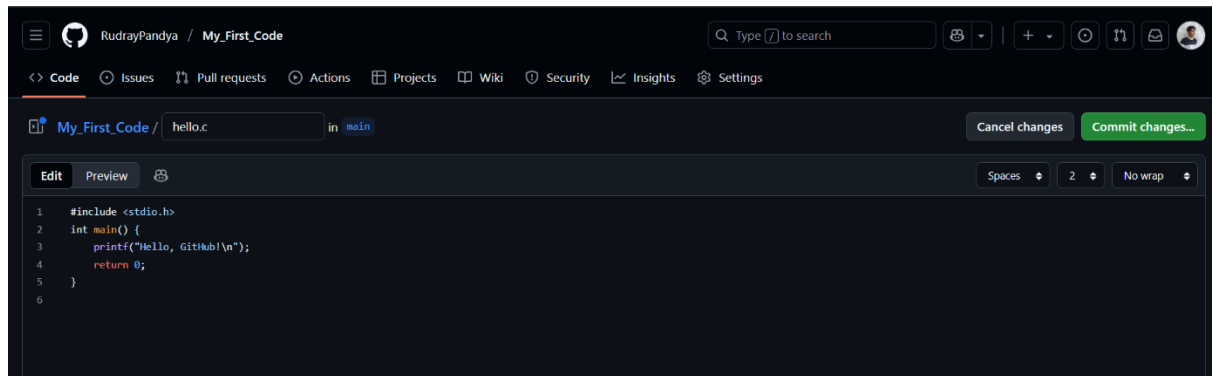 RudrayPandya / My_First_Code
Type / to search
<> Code Issues Pull requests Actions Projects Wiki Security Insights Settings
My_First_Code / hello.c in main
Cancel changes Commit changes...
Edit Preview
Spaces 2 No wrap
1 #include <stdio.h>
2 int main() {
3     printf("Hello, GitHub!\n");
4     return 0;
5 }
6